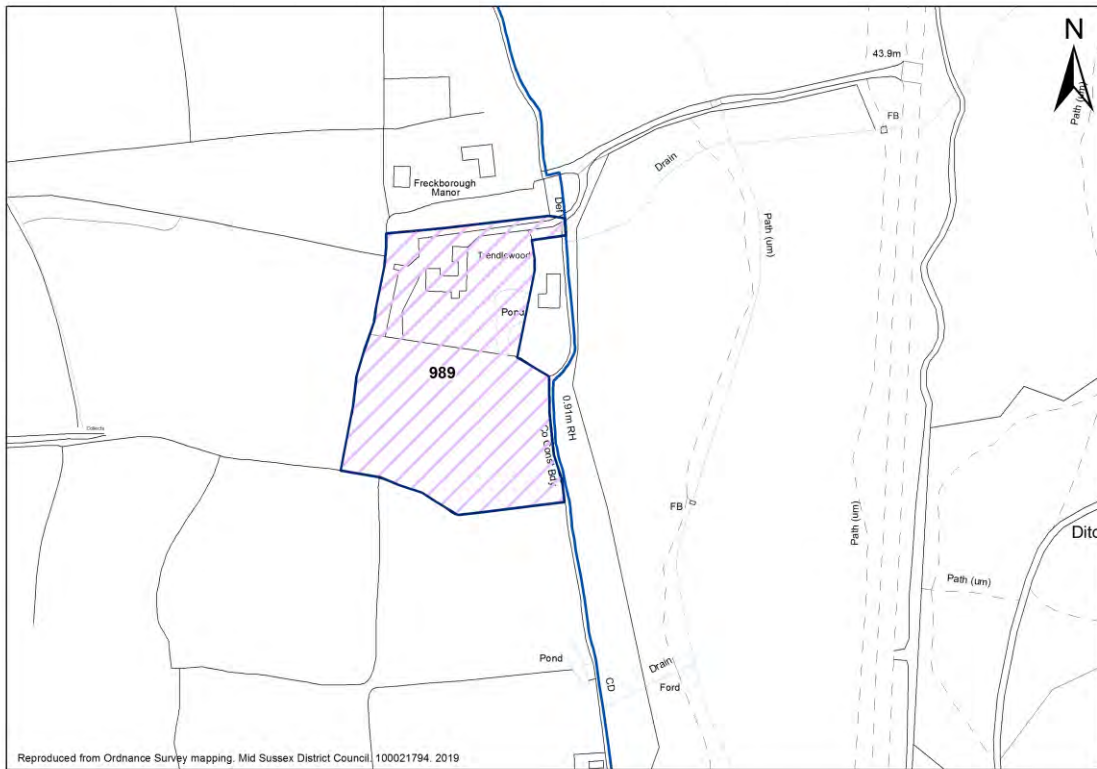 N
43.9m
Path (um)
FB
Drain
Freckborough
Manor
Def
Path (um)
Pond
989
0.91m RH
Co Cons' Bdy
FB
Path (um)
Path (um)
Pond
Drain
CD
Ford
Reproduced from Ordnance Survey mapping. Mid Sussex District Council. 100021794. 2019